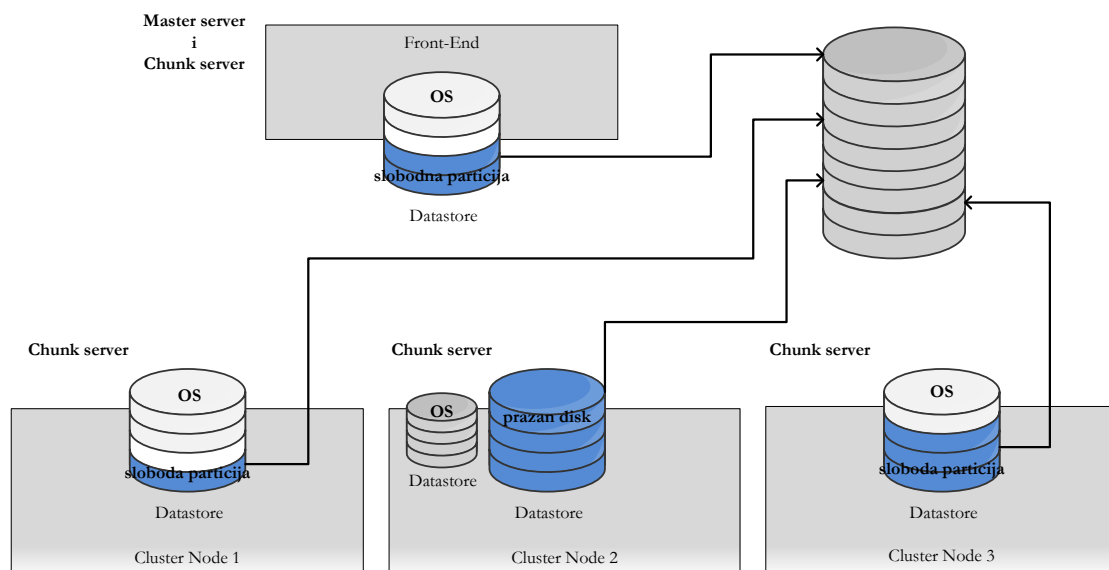 Master server
i
Chunk server
Front-End
OS
slobodna particija
Datastore
Chunk server
OS
sloboda particija
Datastore
Cluster Node 1
Chunk server
OS
prazan disk
Datastore
Datastore
Cluster Node 2
Chunk server
OS
sloboda particija
Datastore
Cluster Node 3